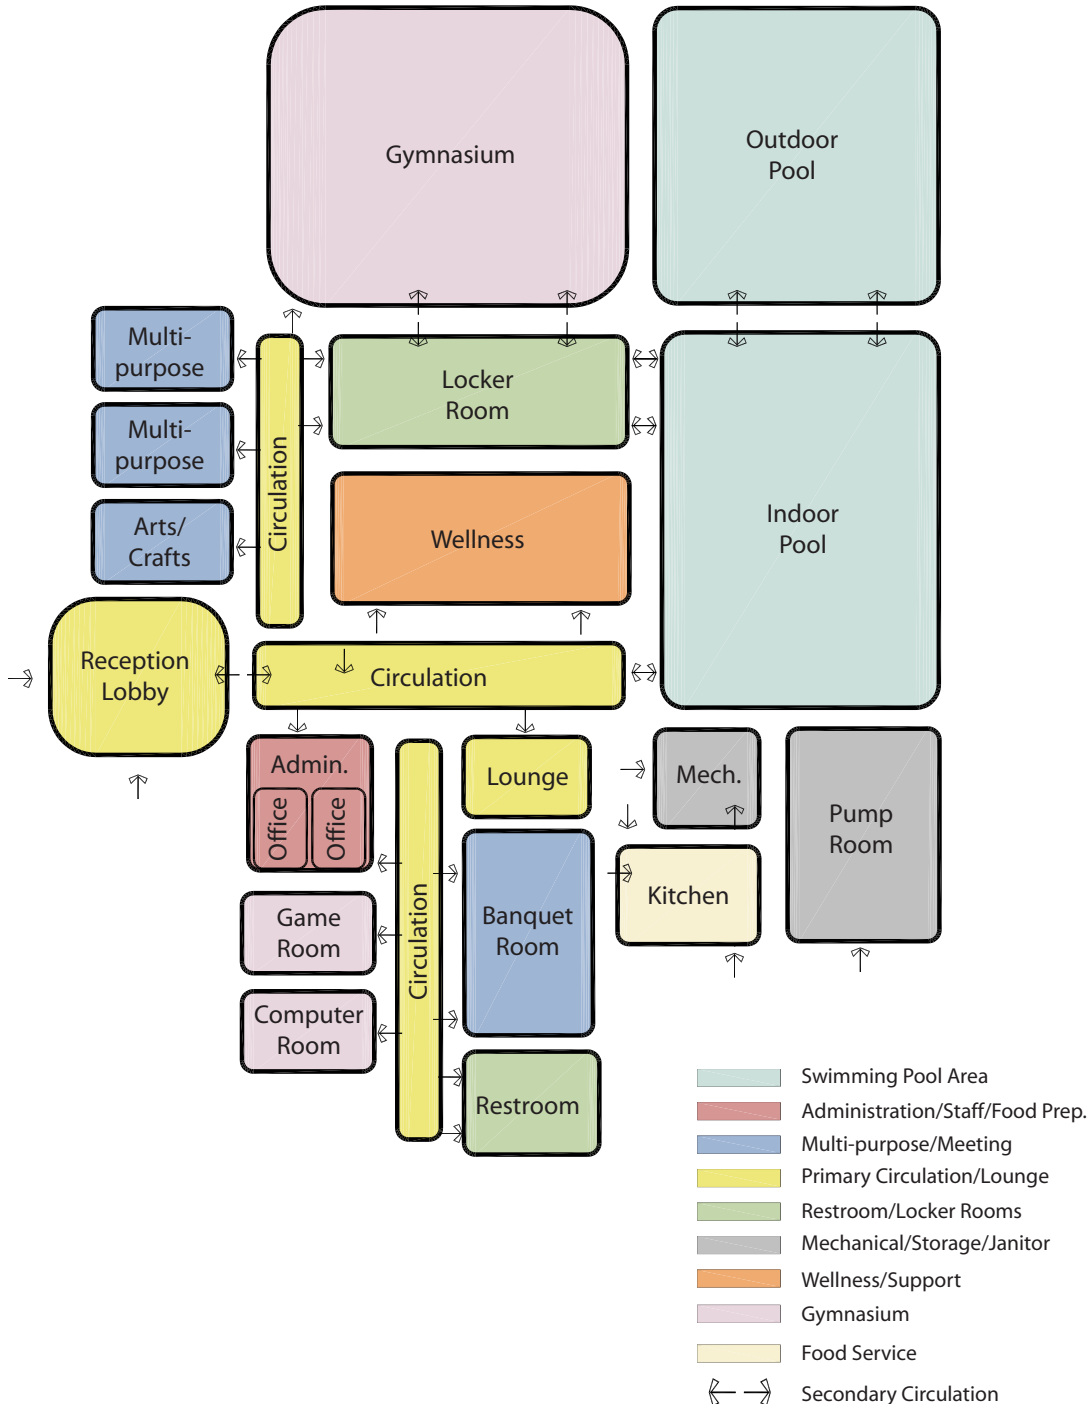 Gymnasium
Outdoor
Pool
Multi-
purpose
Multi-
purpose
Arts/
Crafts
Circulation
Locker
Room
Wellness
Indoor
Pool
Reception
Lobby
Circulation
Admin.
Office
Office
Circulation
Lounge
Mech.
Pump
Room
Game
Room
Banquet
Room
Kitchen
Computer
Room
Restroom
Swimming Pool Area
Administration/Staff/Food Prep.
Multi-purpose/Meeting
Primary Circulation/Lounge
Restroom/Locker Rooms
Mechanical/Storage/Janitor
Wellness/Support
Gymnasium
Food Service
Secondary Circulation